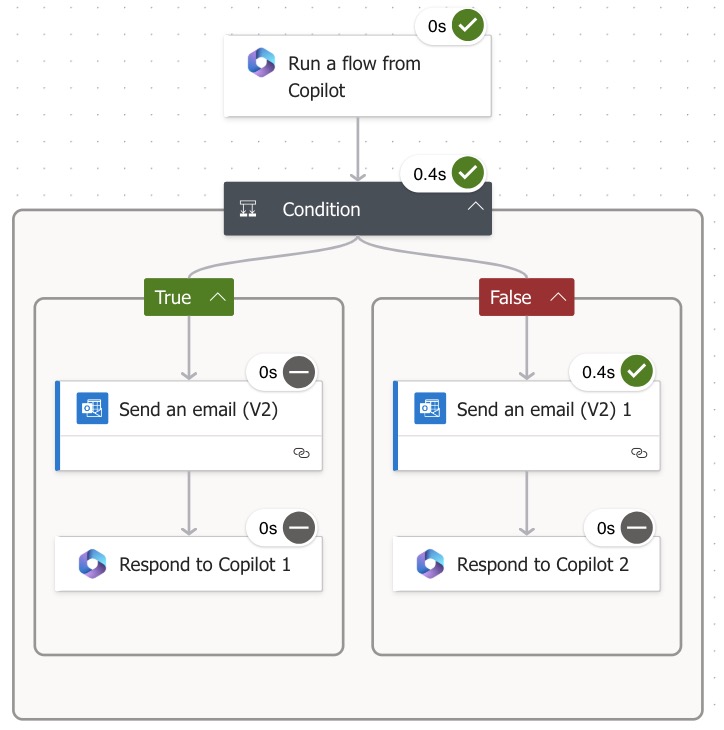 0s
Run a flow from
Copilot
0.4s
Condition
True
False
0s
Send an email (V2)
0.4s
Send an email (V2) 1
0s
Respond to Copilot 1
0s
Respond to Copilot 2